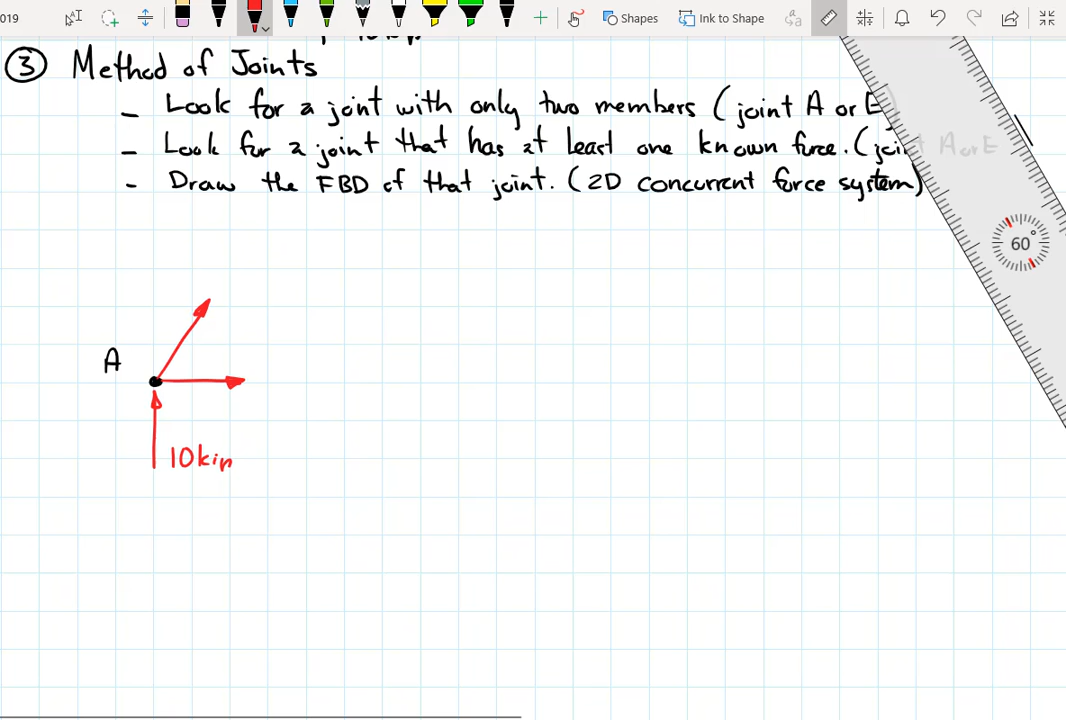 019
Shapes
Ink to Shape
③ Method of Joints
- Look for a joint with only two members (joint A or E)
- Look for a joint that has at least one known force. (joint A or E
- Draw the FBD of that joint. (2D concurrent force system)
60°
A
10kip